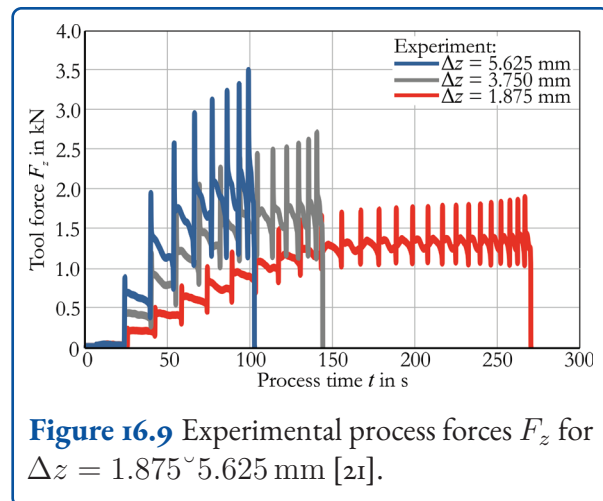 4.0
3.5
3.0
2.5
2.0
1.5
1.0
0.5
0
Tool force F_z in kN
Experiment:
Δz = 5.625 mm
Δz = 3.750 mm
Δz = 1.875 mm
0 50 100 150 200 250 300
Process time t in s
Figure 16.9 Experimental process forces F_z for
Δz = 1.875˘5.625 mm [21].